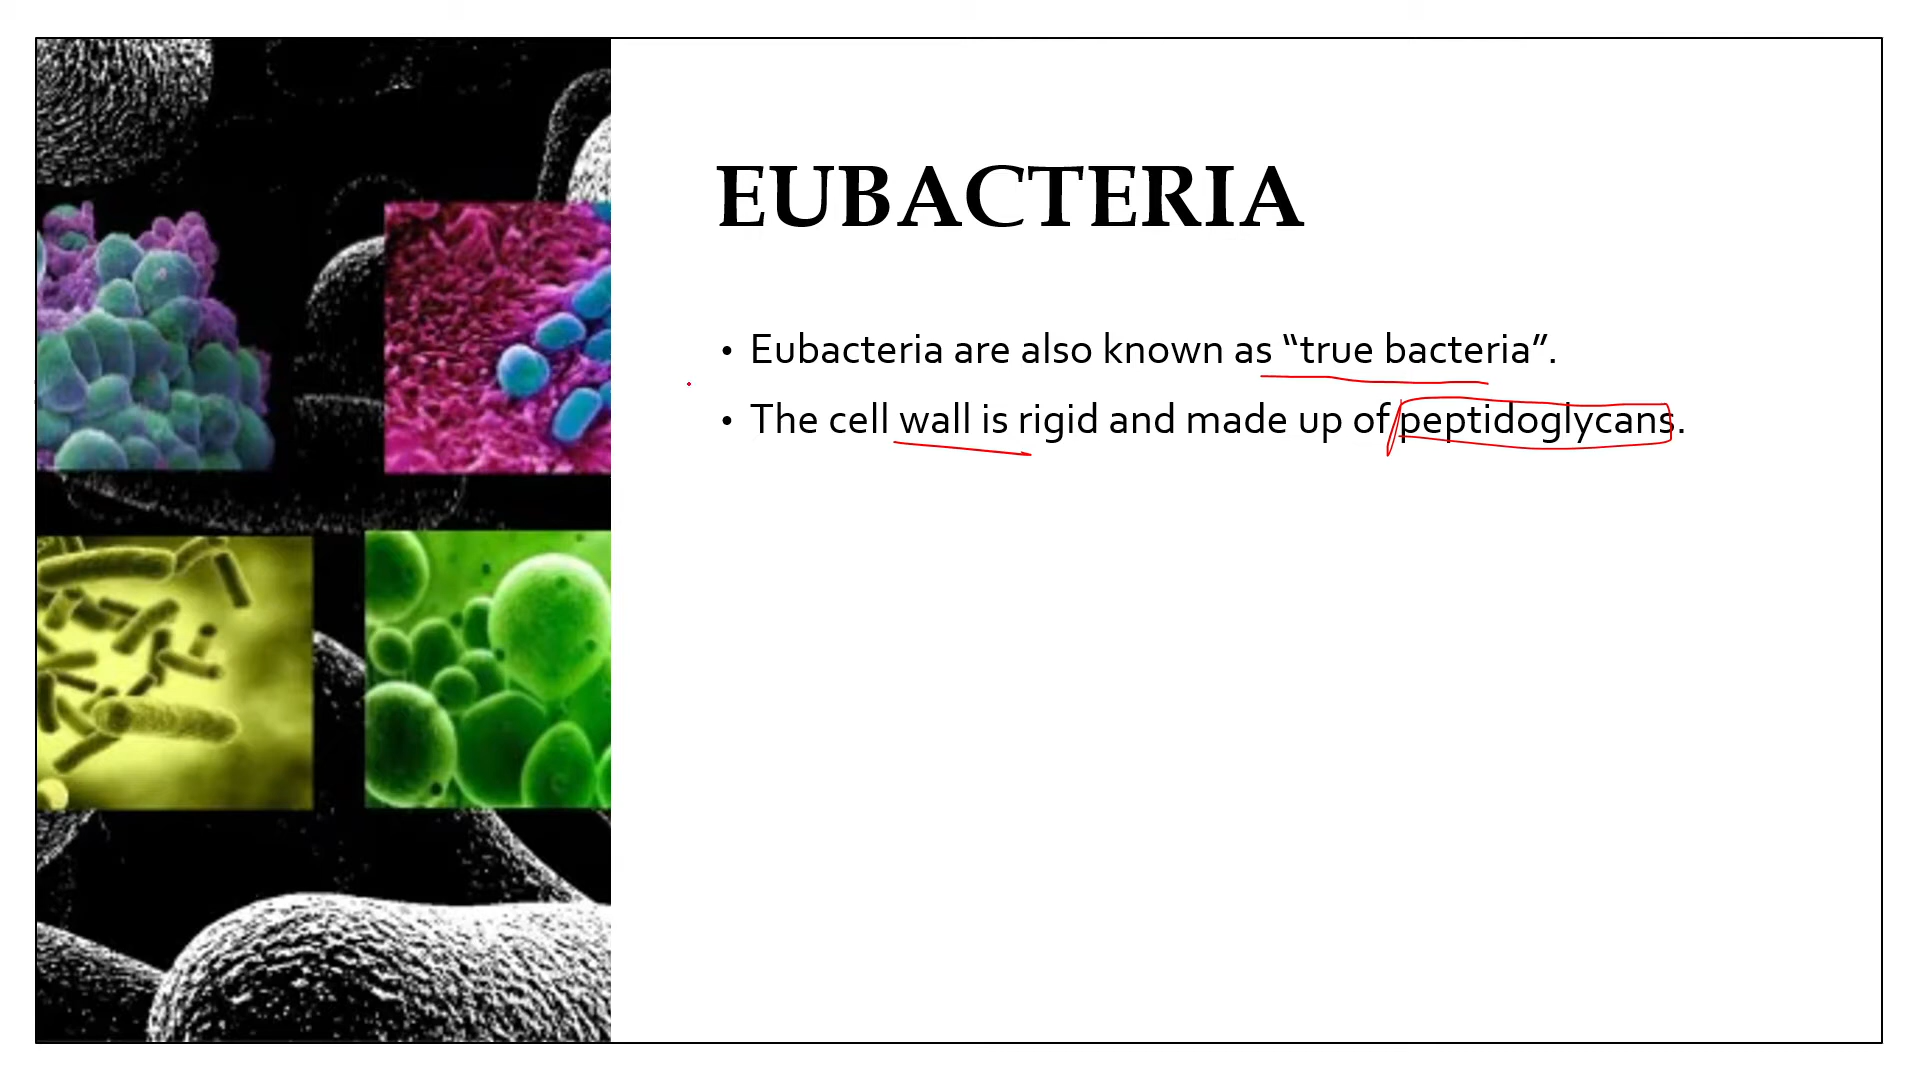 EUBACTERIA
• Eubacteria are also known as “true bacteria”.
• The cell wall is rigid and made up of peptidoglycans.